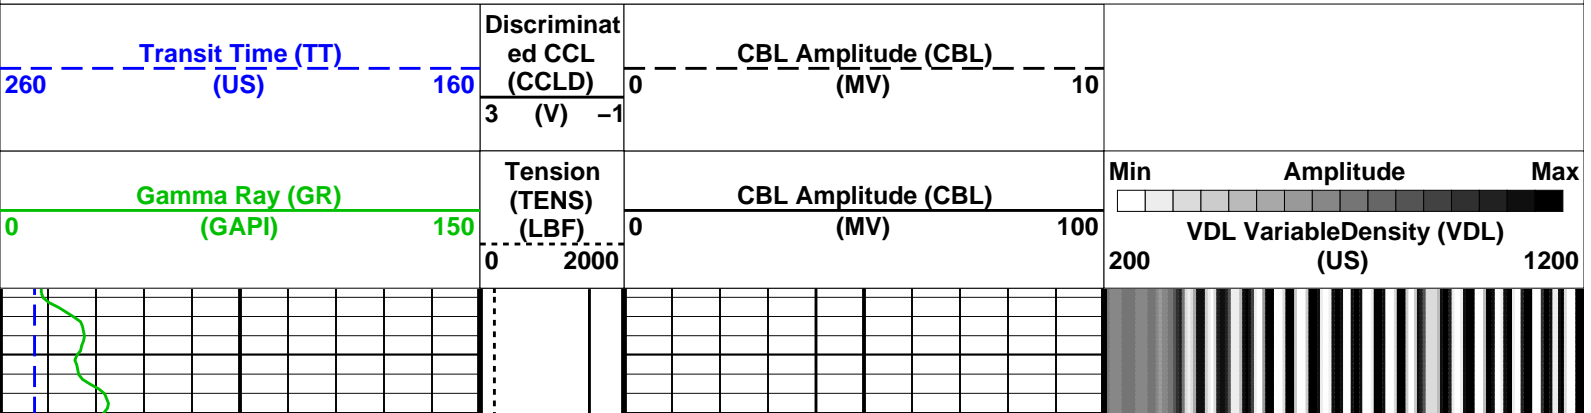 Transit Time (TT)
260 (US) 160
Discriminat
ed CCL
(CCLD)
3 (V) −1
CBL Amplitude (CBL)
0 (MV) 10
Gamma Ray (GR)
0 (GAPI) 150
Tension
(TENS)
(LBF)
0 2000
CBL Amplitude (CBL)
0 (MV) 100
Min Amplitude Max
VDL VariableDensity (VDL)
200 (US) 1200